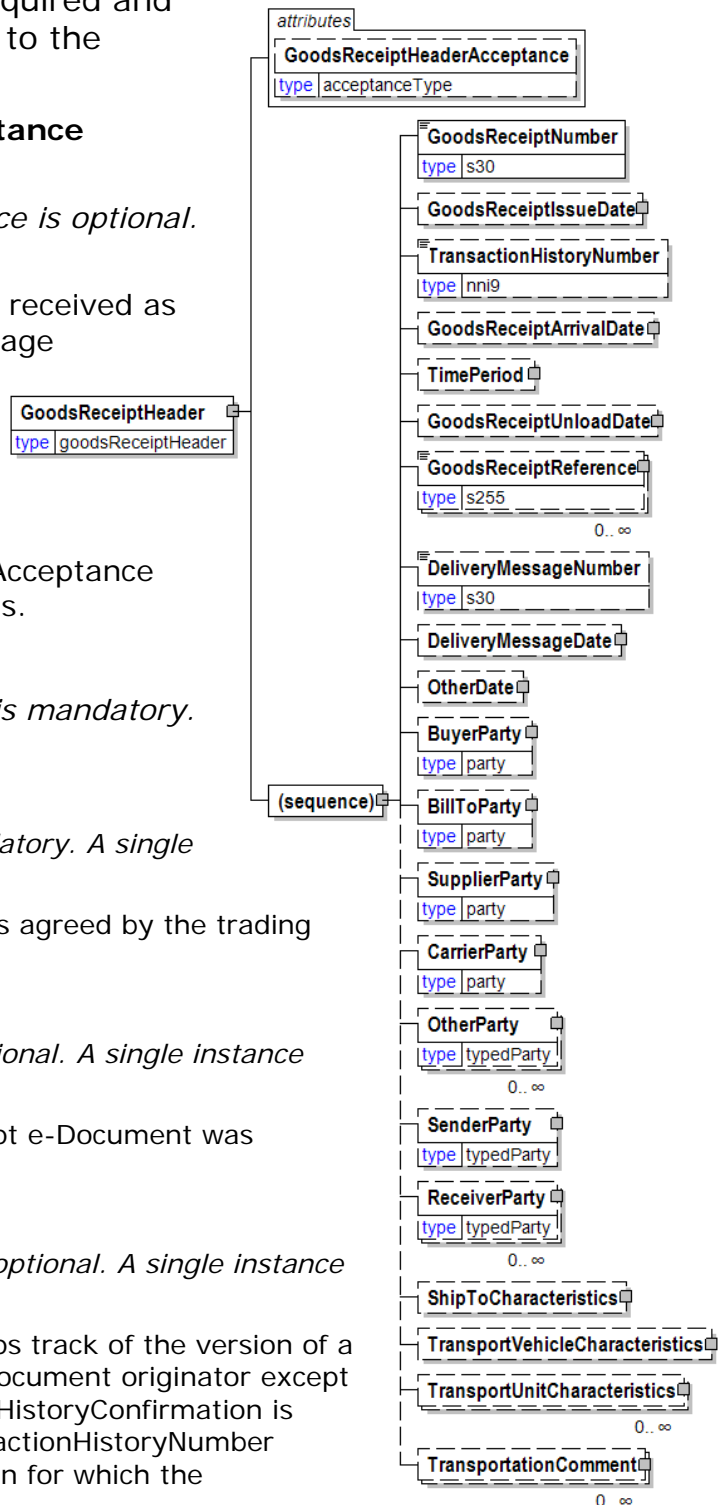 quired and
to the
tance
ce is optional.
received as
age
Acceptance
s.
is mandatory.
atory. A single
s agreed by the trading
ional. A single instance
pt e-Document was
optional. A single instance
ps track of the version of a
ocument originator except
HistoryConfirmation is
actionHistoryNumber
n for which the
GoodsReceiptHeader
type goodsReceiptHeader
attributes
GoodsReceiptHeaderAcceptance
type acceptanceType
(sequence)
GoodsReceiptNumber
type s30
GoodsReceiptIssueDate
TransactionHistoryNumber
type nni9
GoodsReceiptArrivalDate
TimePeriod
GoodsReceiptUnloadDate
GoodsReceiptReference
type s255
0.. ∞
DeliveryMessageNumber
type s30
DeliveryMessageDate
OtherDate
BuyerParty
type party
BillToParty
type party
SupplierParty
type party
CarrierParty
type party
OtherParty
type typedParty
0.. ∞
SenderParty
type typedParty
ReceiverParty
type typedParty
0.. ∞
ShipToCharacteristics
TransportVehicleCharacteristics
TransportUnitCharacteristics
0.. ∞
TransportationComment
0.. ∞